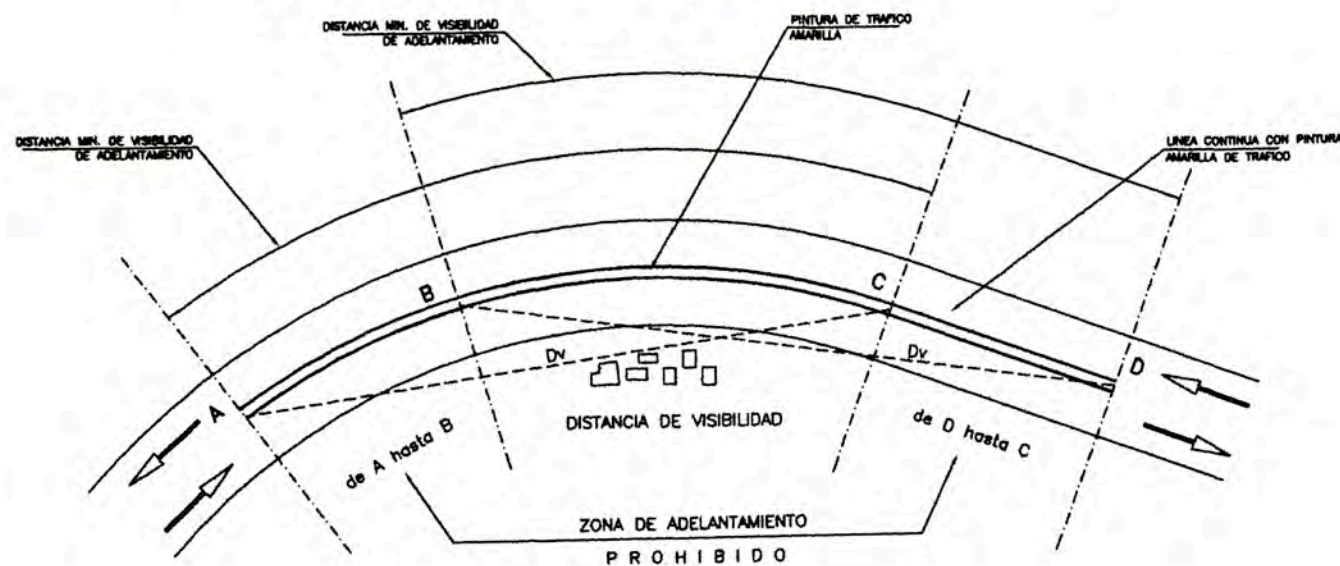 DISTANCIA MIN. DE VISIBILIDAD
DE ADELANTAMIENTO
PINTURA DE TRAFICO
AMARILLA
DISTANCIA MIN. DE VISIBILIDAD
DE ADELANTAMIENTO
LINEA CONTINUA CON PINTURA
AMARILLA DE TRAFICO
B
C
A
D
Dv
Dv
DISTANCIA DE VISIBILIDAD
de A hasta B
de D hasta C
ZONA DE ADELANTAMIENTO
PROHIBIDO